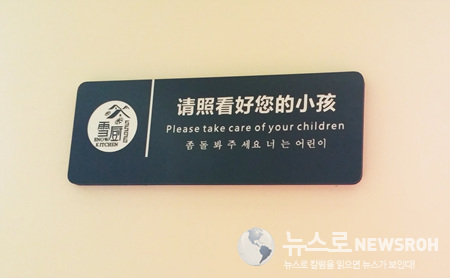 雪厨
KITCHEN
请照看好您的小孩
Please take care of your children
좀 돌 봐 주 세요 너 는 어린이
뉴스로 NEWSROH
뉴스로 칼럼을 읽으면 뉴스가 보인다!